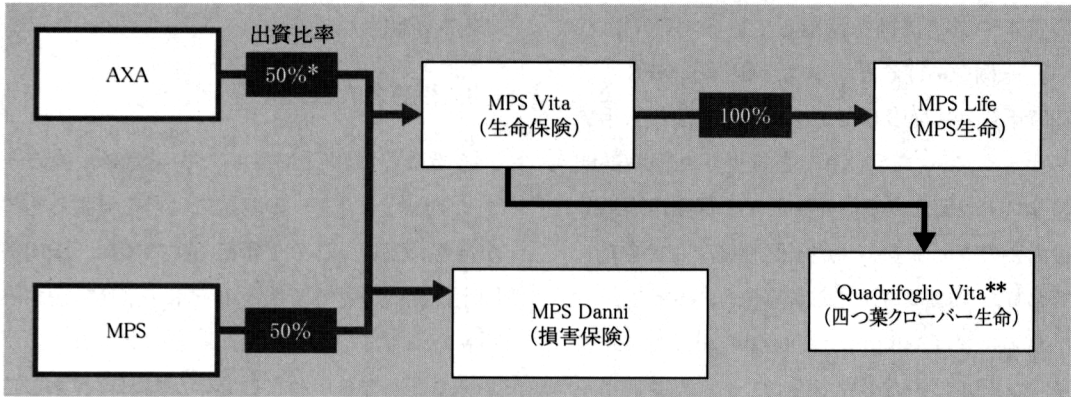 出資比率
AXA
50%*
MPS Vita
(生命保険)
100%
MPS Life
(MPS生命)
MPS
50%
MPS Danni
(損害保険)
Quadrifoglio Vita**
(四つ葉クローバー生命)